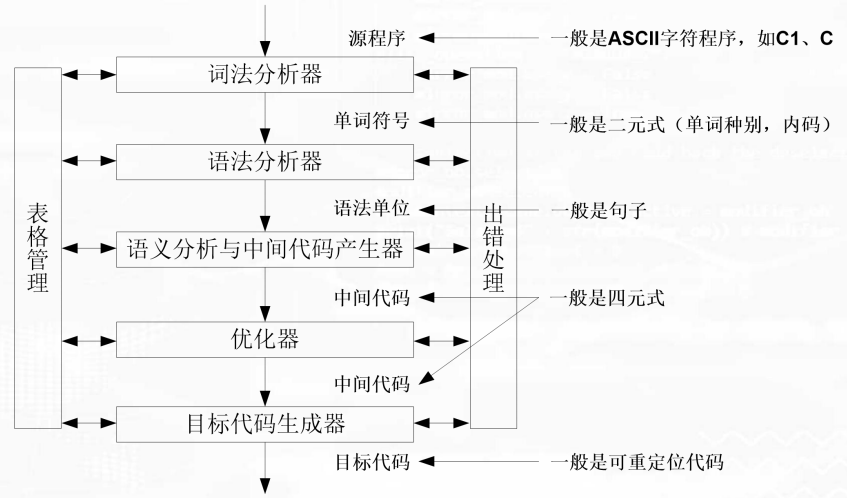 源程序
一般是ASCII字符程序，如C1、C
词法分析器
单词符号
一般是二元式（单词种别，内码）
语法分析器
语法单位
一般是句子
表格管理
出错处理
语义分析与中间代码产生器
中间代码
一般是四元式
优化器
中间代码
目标代码生成器
目标代码
一般是可重定位代码